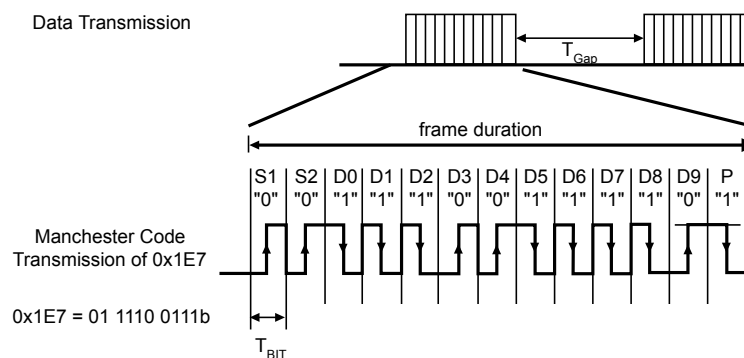 Data Transmission
T_Gap
frame duration
S1 S2 D0 D1 D2 D3 D4 D5 D6 D7 D8 D9 P
"0" "0" "1" "1" "1" "0" "0" "1" "1" "1" "1" "0" "1"
Manchester Code
Transmission of 0x1E7
0x1E7 = 01 1110 0111b
T_BIT